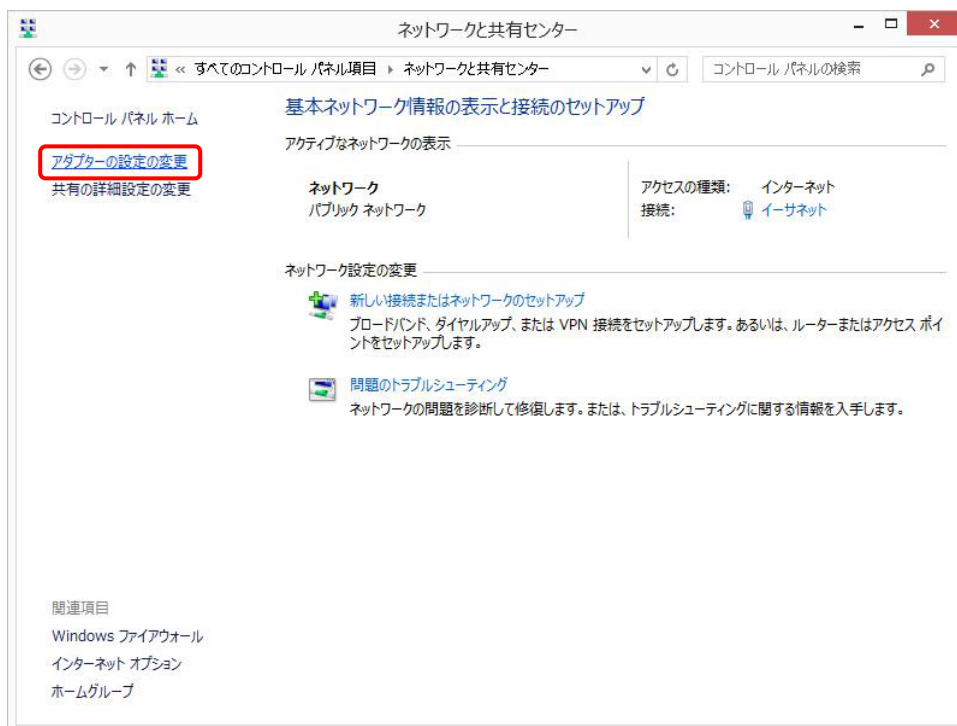 ネットワークと共有センター
« すべてのコントロール パネル項目 ▸ ネットワークと共有センター
コントロール パネルの検索
コントロール パネル ホーム
アダプターの設定の変更
共有の詳細設定の変更
基本ネットワーク情報の表示と接続のセットアップ
アクティブなネットワークの表示
ネットワーク
パブリック ネットワーク
アクセスの種類: インターネット
接続: イーサネット
ネットワーク設定の変更
新しい接続またはネットワークのセットアップ
ブロードバンド、ダイヤルアップ、または VPN 接続をセットアップします。あるいは、ルーターまたはアクセス ポイ
ントをセットアップします。
問題のトラブルシューティング
ネットワークの問題を診断して修復します。または、トラブルシューティングに関する情報を入手します。
関連項目
Windows ファイアウォール
インターネット オプション
ホームグループ